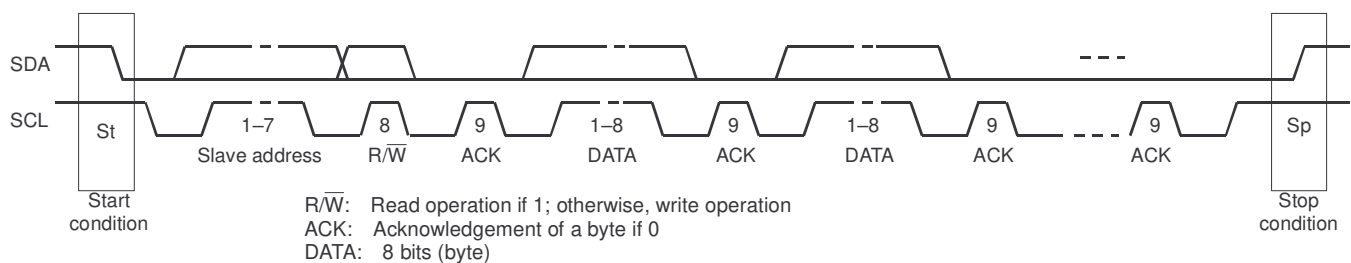 SDA
SCL
St 1–7 8 9 1–8 9 1–8 9 9 Sp
Slave address R/W̅ ACK DATA ACK DATA ACK ACK
Start condition
Stop condition
R/W̅: Read operation if 1; otherwise, write operation
ACK: Acknowledgement of a byte if 0
DATA: 8 bits (byte)